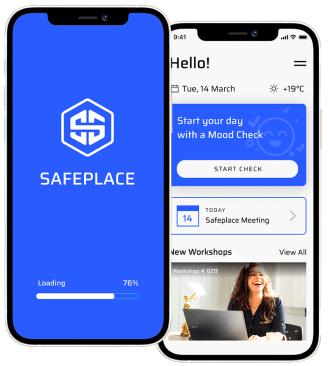 SAFEPLACE
Loading 76%
9:41
Hello!
Tue, 14 March +19°C
Start your day
with a Mood Check
START CHECK
TODAY
14
Safeplace Meeting
New Workshops View All
Workshop # 029